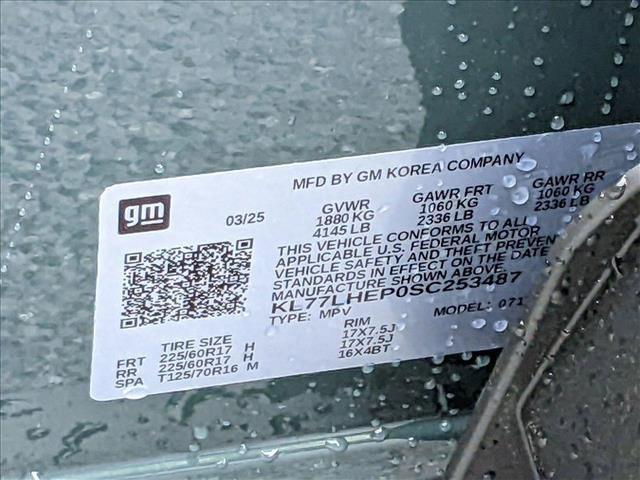 MFD BY GM KOREA COMPANY
gm
03/25
GVWR GAWR FRT GAWR RR
1880 KG 1060 KG 1060 KG
4145 LB 2336 LB 2336 LB
THIS VEHICLE CONFORMS TO ALL
APPLICABLE U.S. FEDERAL MOTOR
VEHICLE SAFETY AND THEFT PREVEN
STANDARDS IN EFFECT ON THE DATE
MANUFACTURE SHOWN ABOVE.
KL77LHEP0SC253487
TYPE: MPV MODEL: 071
TIRE SIZE RIM
FRT 225/60R17 H 17X7.5J
RR 225/60R17 H 17X7.5J
SPA T125/70R16 M 16X4BT